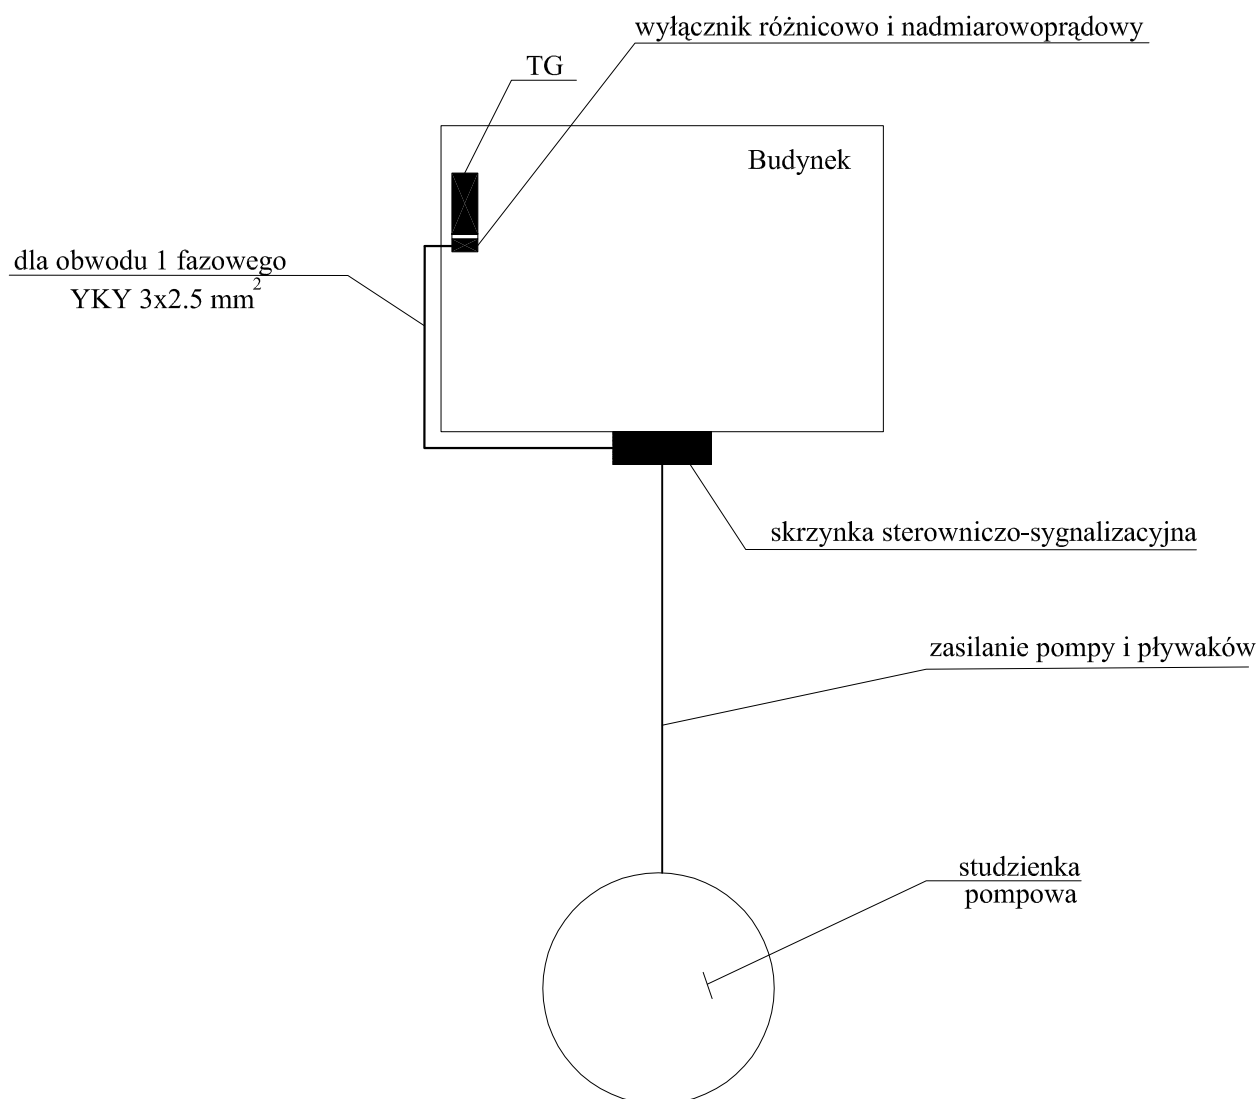 wyłącznik różnicowo i nadmiarowoprądowy
TG
Budynek
dla obwodu 1 fazowego
YKY 3x2.5 mm²
skrzynka sterowniczo-sygnalizacyjna
zasilanie pompy i pływaków
studzienka
pompowa